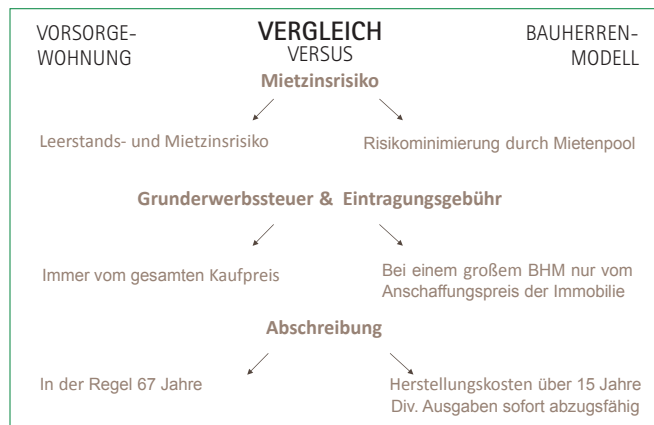 VORSORGE-
WOHNUNG
VERGLEICH
VERSUS
BAUHERREN-
MODELL
Mietzinsrisiko
Leerstands- und Mietzinsrisiko
Risikominimierung durch Mietenpool
Grunderwerbssteuer & Eintragungsgebühr
Immer vom gesamten Kaufpreis
Bei einem großem BHM nur vom
Anschaffungspreis der Immobilie
Abschreibung
In der Regel 67 Jahre
Herstellungskosten über 15 Jahre
Div. Ausgaben sofort abzugsfähig